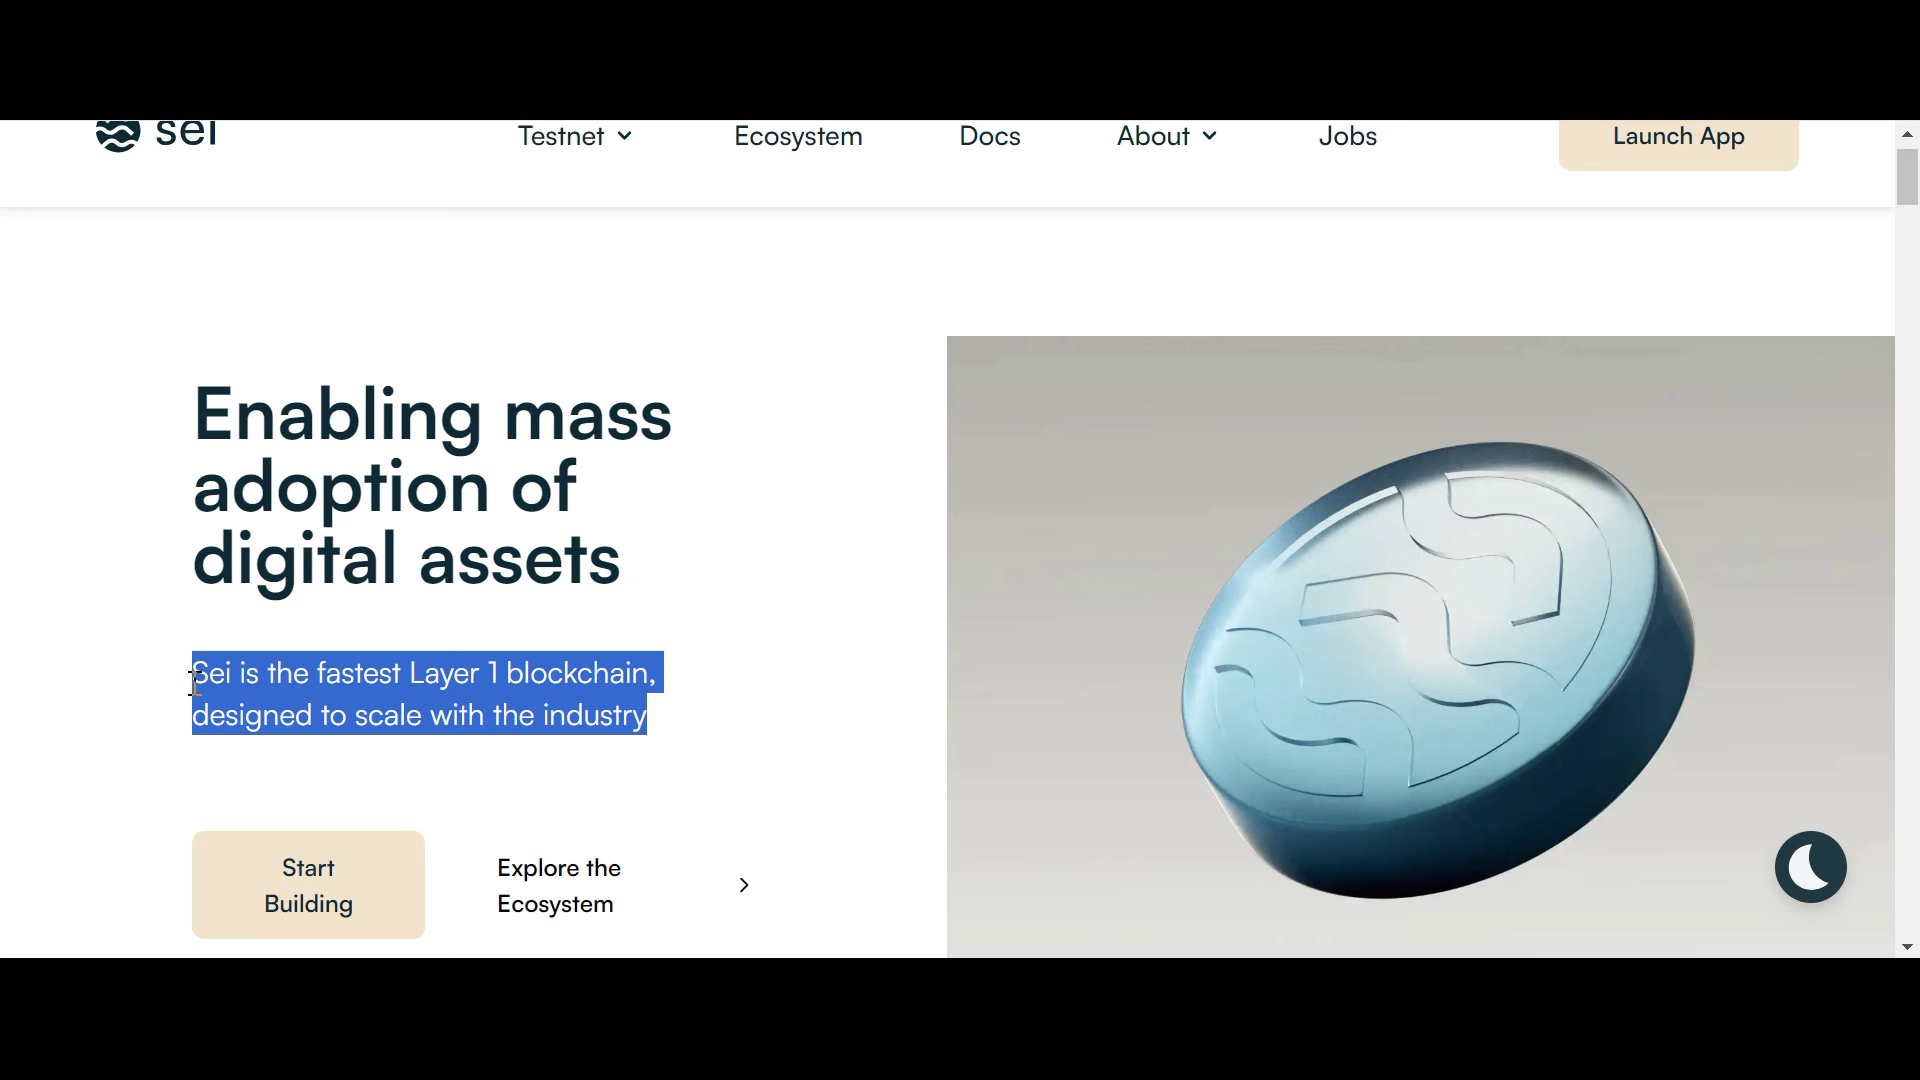 sei
Testnet
Ecosystem
Docs
About
Jobs
Launch App
Enabling mass
adoption of
digital assets
Sei is the fastest Layer 1 blockchain,
designed to scale with the industry
Start
Building
Explore the
Ecosystem